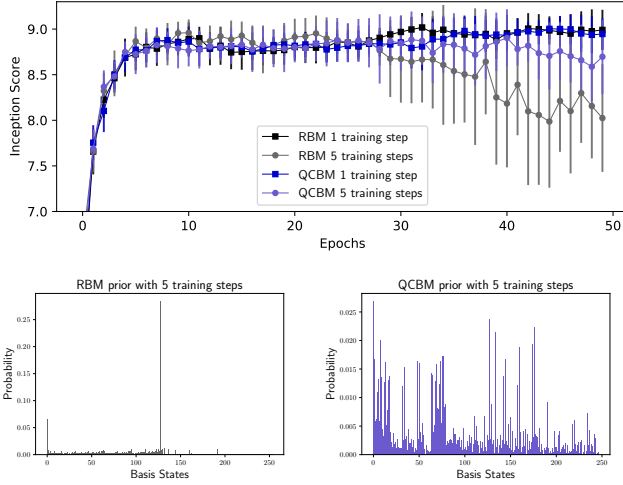 9.0
8.5
8.0
7.5
7.0
Inception Score
RBM 1 training step
RBM 5 training steps
QCBM 1 training step
QCBM 5 training steps
0 10 20 30 40 50
Epochs
RBM prior with 5 training steps
0.25
0.20
0.15
0.10
0.05
0.00
Probability
0 50 100 150 200 250
Basis States
QCBM prior with 5 training steps
0.025
0.020
0.015
0.010
0.005
0.000
Probability
0 50 100 150 200 250
Basis States